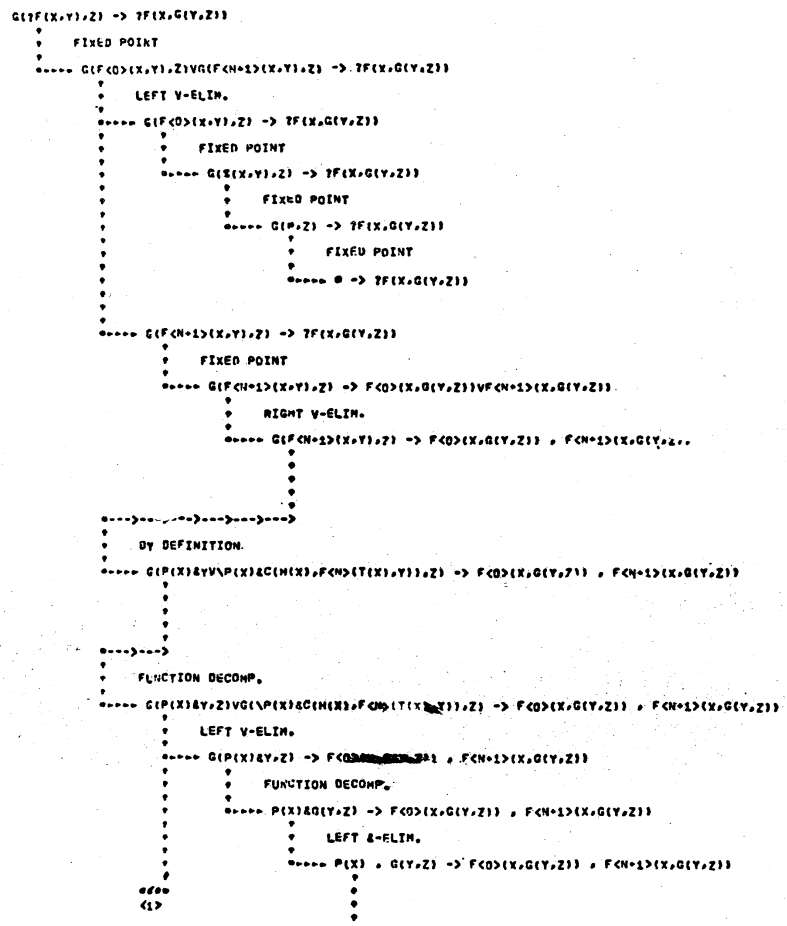 G(?F(X,Y),Z) -> ?F(X,G(Y,Z))
FIXED POINT
G(F<0>(X,Y),Z)VG(F<N+1>(X,Y),Z) -> ?F(X,G(Y,Z))
LEFT V-ELIM.
G(F<0>(X,Y),Z) -> ?F(X,G(Y,Z))
FIXED POINT
G($(X,Y),Z) -> ?F(X,G(Y,Z))
FIXED POINT
G(@,Z) -> ?F(X,G(Y,Z))
FIXED POINT
@ -> ?F(X,G(Y,Z))
G(F<N+1>(X,Y),Z) -> ?F(X,G(Y,Z))
FIXED POINT
G(F<N+1>(X,Y),Z) -> F<0>(X,G(Y,Z))VF<N+1>(X,G(Y,Z))
RIGHT V-ELIM.
G(F<N+1>(X,Y),Z) -> F<0>(X,G(Y,Z)) , F<N+1>(X,G(Y,Z..
BY DEFINITION.
G(P(X)&YV\P(X)&C(H(X),F<N>(T(X),Y)),Z) -> F<0>(X,G(Y,Z)) , F<N+1>(X,G(Y,Z))
FUNCTION DECOMP.
G(P(X)&Y,Z)VG(\P(X)&C(H(X),F<N>(T(X) Y)),Z) -> F<0>(X,G(Y,Z)) , F<N+1>(X,G(Y,Z))
LEFT V-ELIM.
G(P(X)&Y,Z) -> F<0 , F<N+1>(X,G(Y,Z))
FUNCTION DECOMP.
P(X)&G(Y,Z) -> F<0>(X,G(Y,Z)) , F<N+1>(X,G(Y,Z))
LEFT &-ELIM.
P(X) , G(Y,Z) -> F<0>(X,G(Y,Z)) , F<N+1>(X,G(Y,Z))
<1>